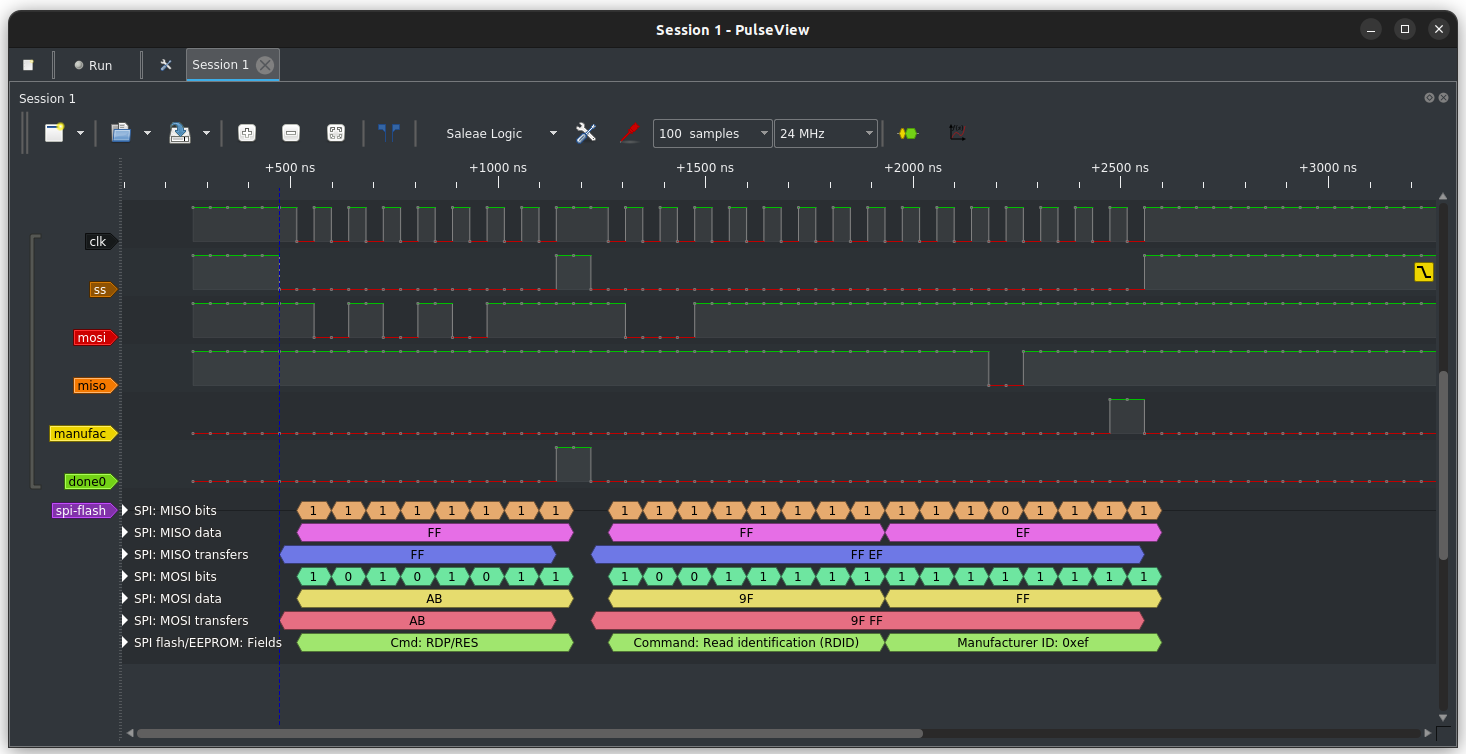 Session 1 - PulseView
Run
Session 1
Session 1
Saleae Logic
100 samples
24 MHz
+500 ns +1000 ns +1500 ns +2000 ns +2500 ns +3000 ns
clk
ss
mosi
miso
manufac
done0
spi-flash
SPI: MISO bits 1 1 1 1 1 1 1 1 1 1 1 1 1 1 1 1 1 1 1 0 1 1 1 1
SPI: MISO data FF FF EF
SPI: MISO transfers FF FF EF
SPI: MOSI bits 1 0 1 0 1 0 1 1 1 0 0 1 1 1 1 1 1 1 1 1 1 1 1 1
SPI: MOSI data AB 9F FF
SPI: MOSI transfers AB 9F FF
SPI flash/EEPROM: Fields Cmd: RDP/RES Command: Read identification (RDID) Manufacturer ID: 0xef